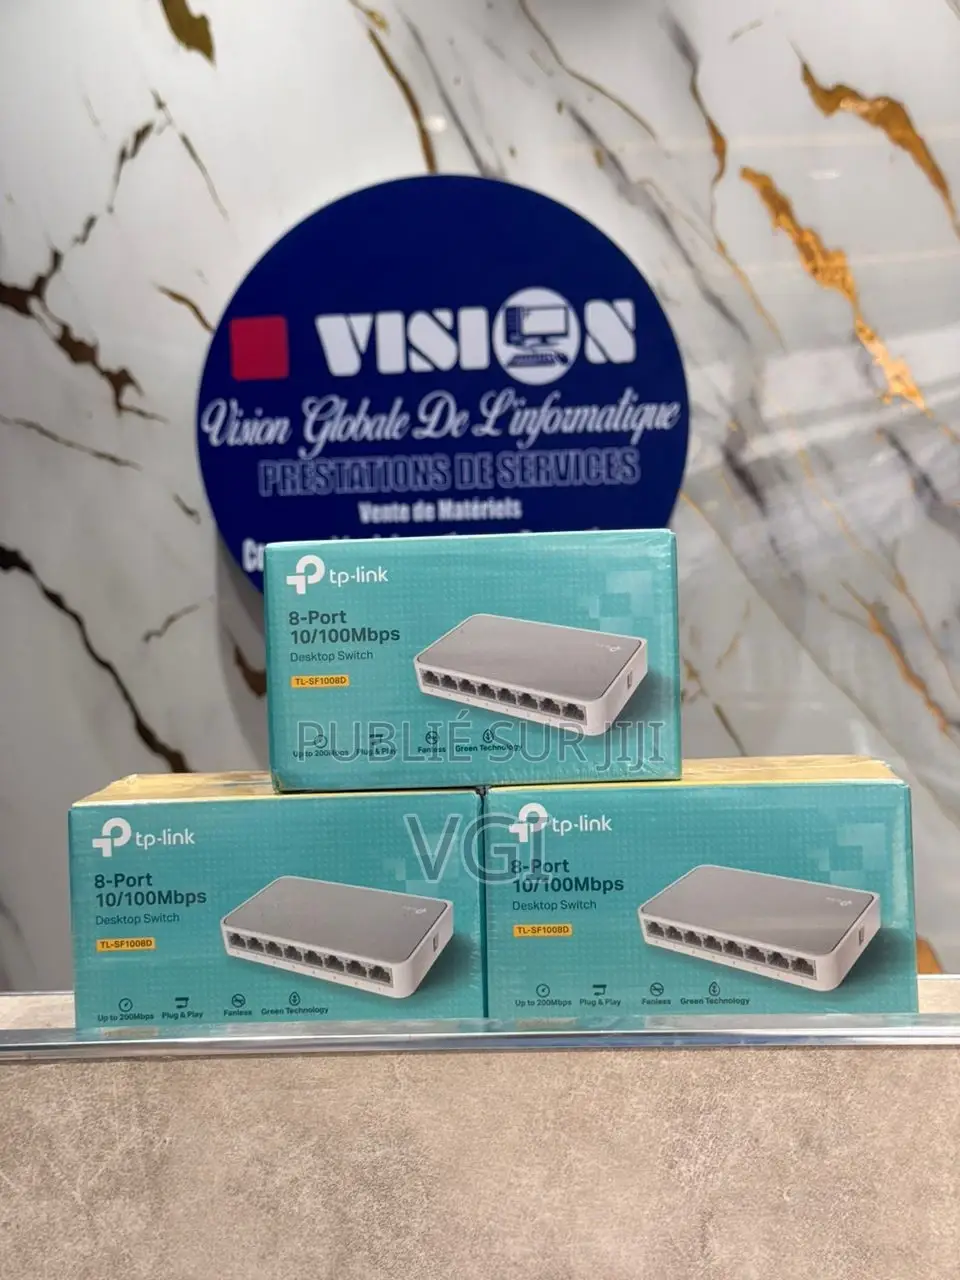 VISION
Vision Globale De L'informatique
PRÉSTATIONS DE SERVICES
Vente de Matériels
tp-link
8-Port
10/100Mbps
Desktop Switch
TL-SF1008D
Up to 200Mbps Plug & Play Fanless Green Technology
PUBLIÉ SUR JIJI
VGI
tp-link
8-Port
10/100Mbps
Desktop Switch
TL-SF1008D
Up to 200Mbps Plug & Play Fanless Green Technology
tp-link
8-Port
10/100Mbps
Desktop Switch
TL-SF1008D
Up to 200Mbps Plug & Play Fanless Green Technology